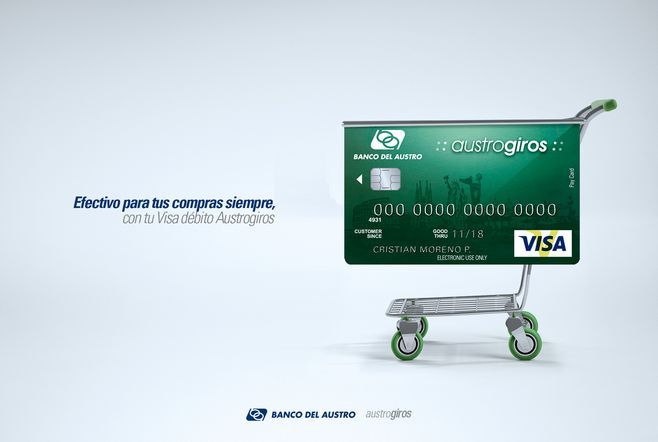 Efectivo para tus compras siempre,
con tu Visa débito Austrogiros
BANCO DEL AUSTRO
:: austrogiros ::
Pay Card
000 0000 0000 0000
4931
CUSTOMER SINCE
GOOD THRU 11/18
CRISTIAN MORENO P.
ELECTRONIC USE ONLY
VISA
BANCO DEL AUSTRO austrogiros